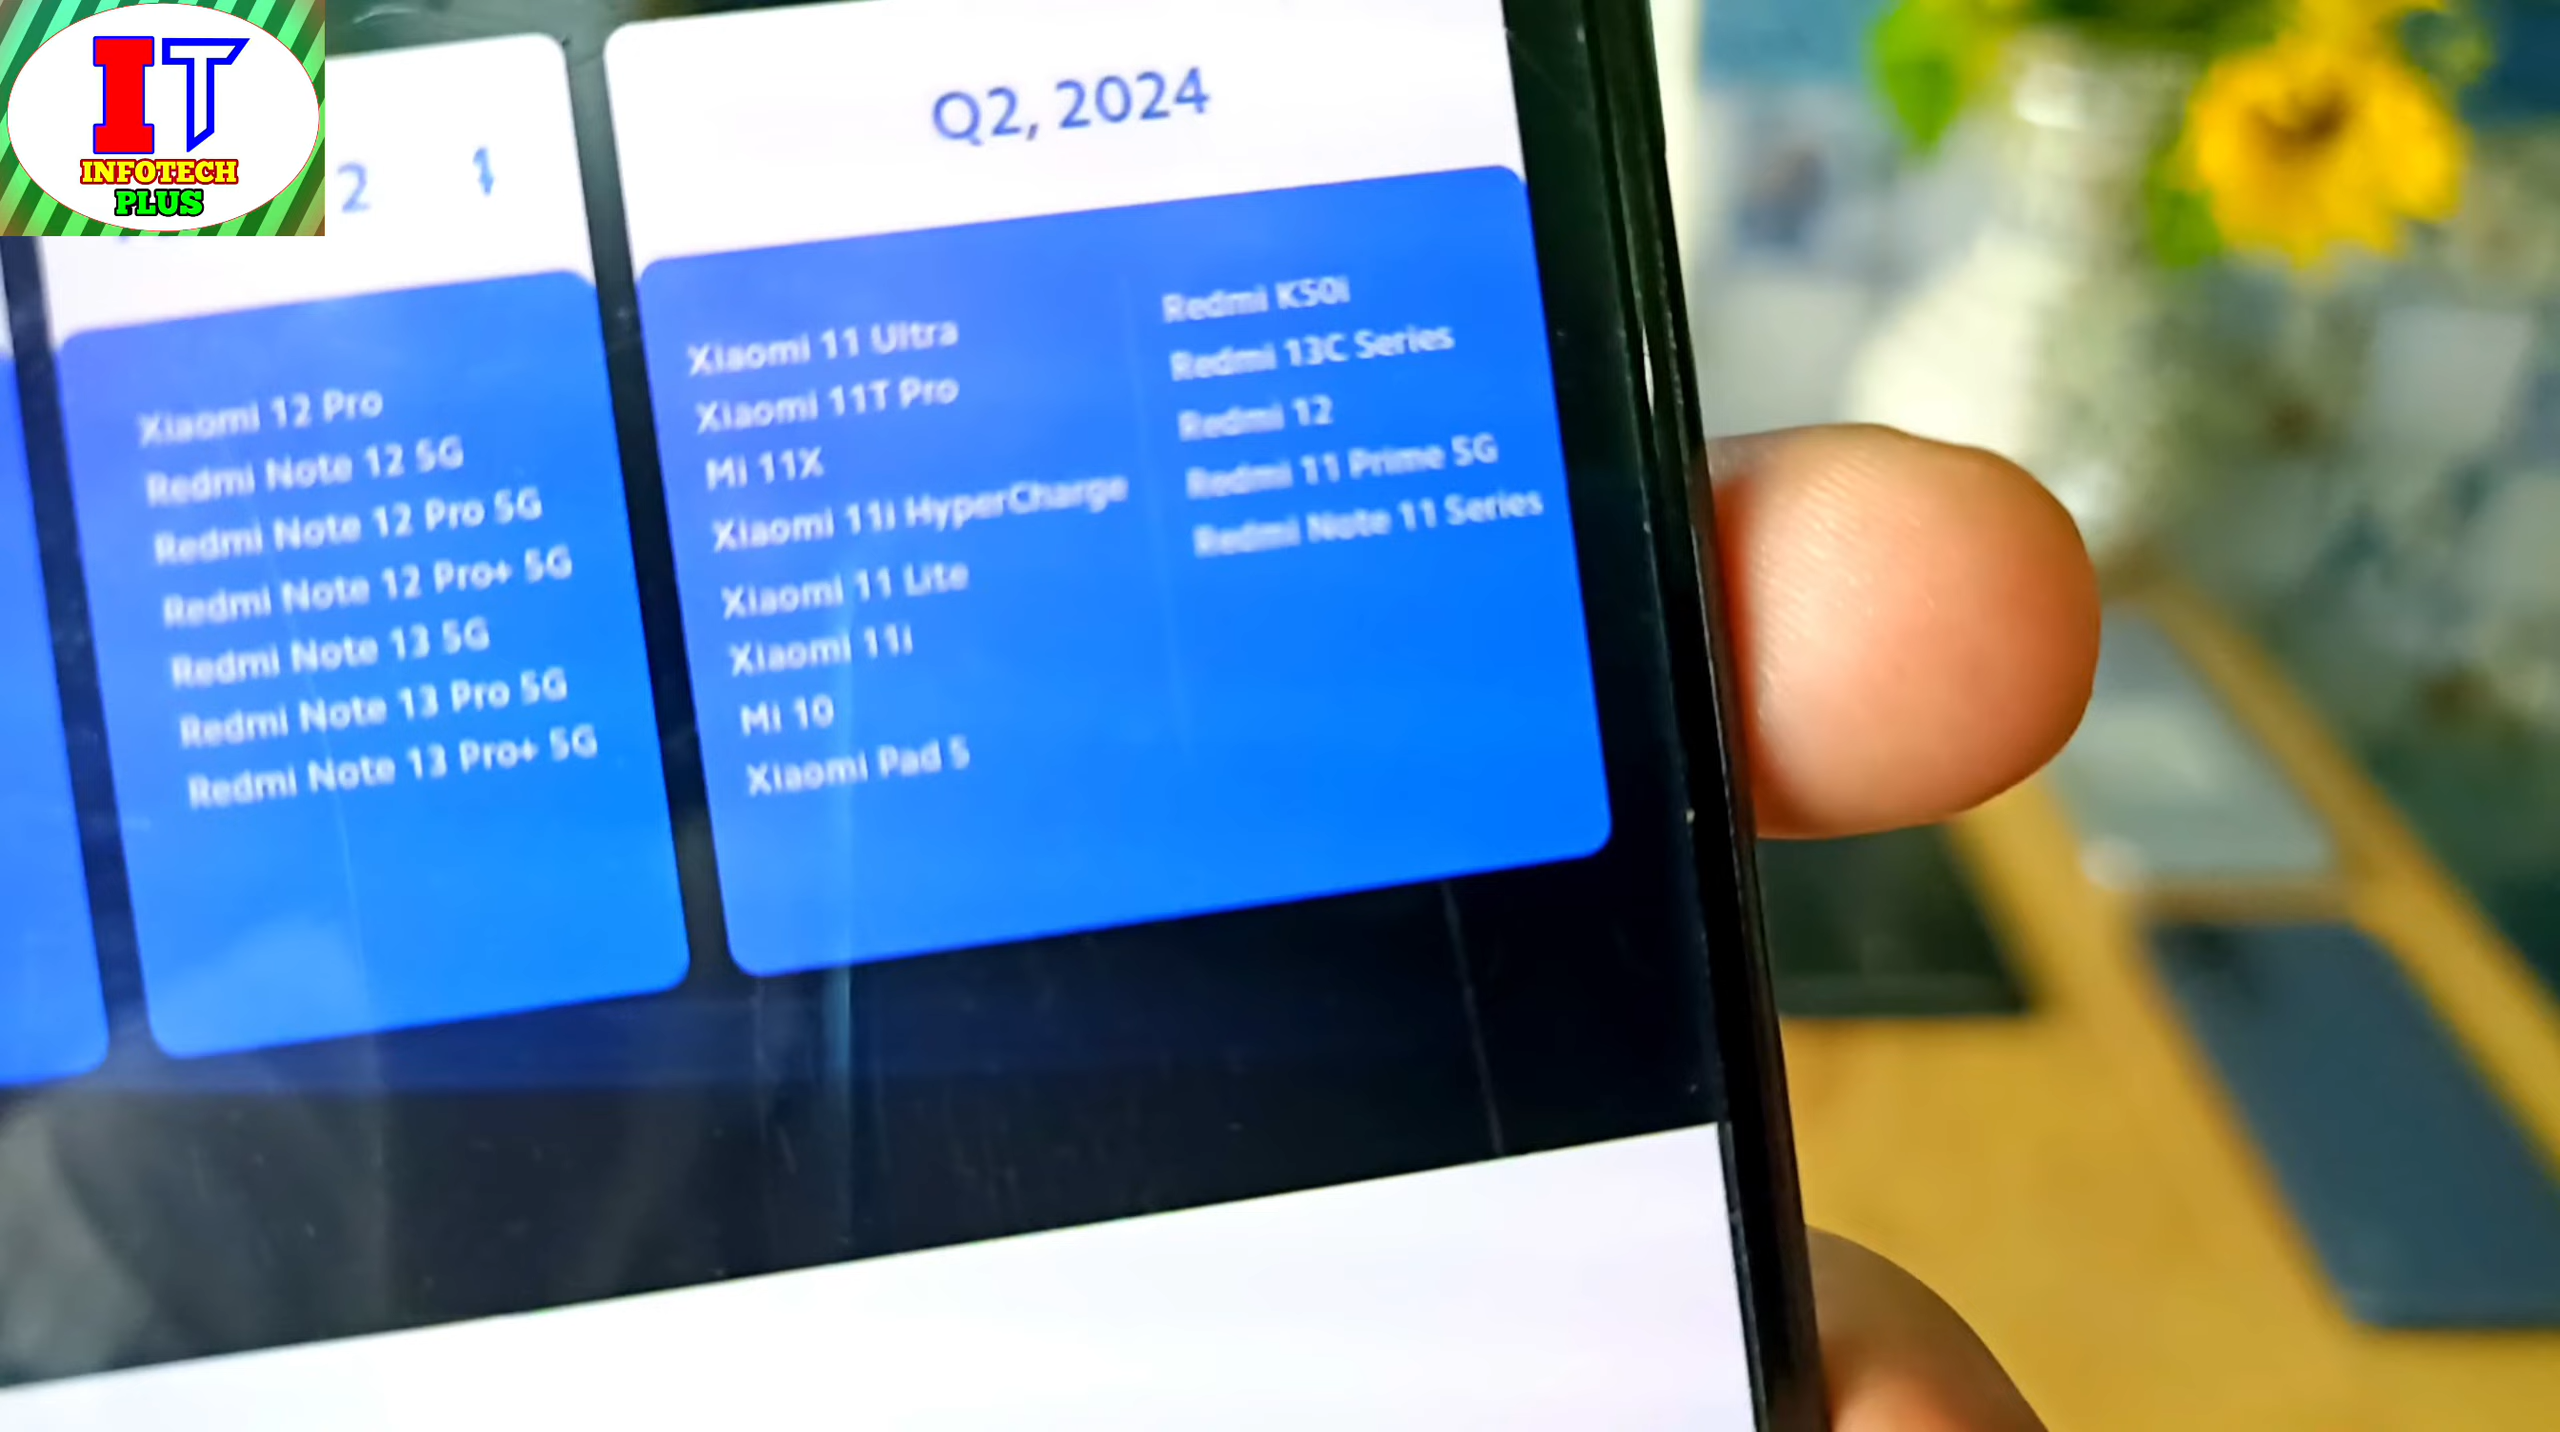 IT
INFOTECH
PLUS
2
Xiaomi 12 Pro
Redmi Note 12 5G
Redmi Note 12 Pro 5G
Redmi Note 12 Pro+ 5G
Redmi Note 13 5G
Redmi Note 13 Pro 5G
Redmi Note 13 Pro+ 5G
Q2, 2024
Xiaomi 11 Ultra
Xiaomi 11T Pro
Mi 11X
Xiaomi 11i HyperCharge
Xiaomi 11 Lite
Xiaomi 11i
Mi 10
Xiaomi Pad 5
Redmi K50i
Redmi 13C Series
Redmi 12
Redmi 11 Prime 5G
Redmi Note 11 Series